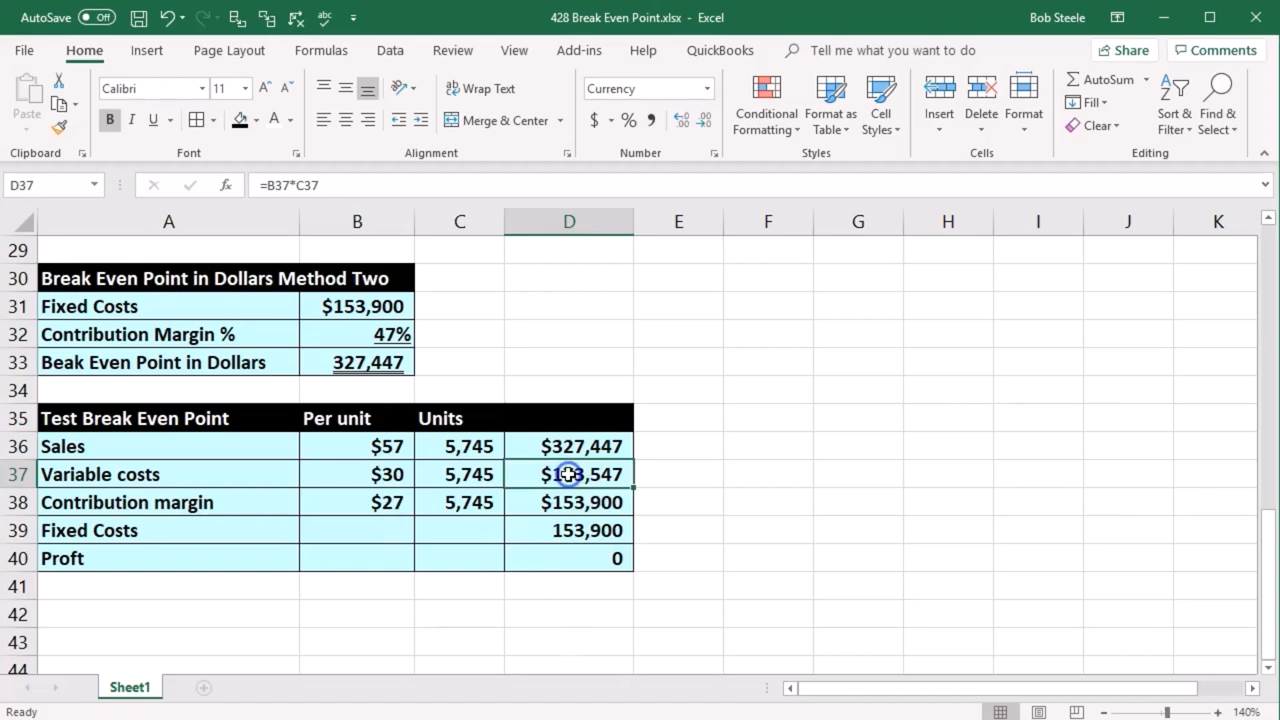 AutoSave Off 428 Break Even Point.xlsx - Excel Bob Steele
File Home Insert Page Layout Formulas Data Review View Add-ins Help QuickBooks Tell me what you want to do Share Comments
Paste Calibri 11 Wrap Text Merge & Center Currency Conditional Formatting Format as Table Cell Styles Insert Delete Format AutoSum Fill Clear Sort & Filter Find & Select
Clipboard Font Alignment Number Styles Cells Editing
D37 fx =B37*C37
A B C D E F G H I J K
29
30 Break Even Point in Dollars Method Two
31 Fixed Costs $153,900
32 Contribution Margin % 47%
33 Beak Even Point in Dollars 327,447
34
35 Test Break Even Point Per unit Units
36 Sales $57 5,745 $327,447
37 Variable costs $30 5,745
38 Contribution margin $27 5,745 $153,900
39 Fixed Costs 153,900
40 Proft 0
41
42
43
44
Sheet1
Ready 140%